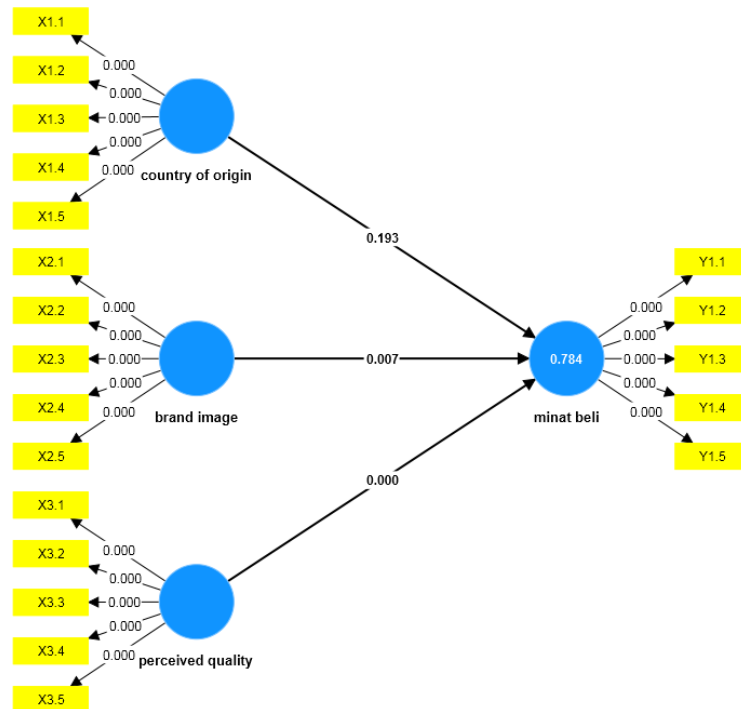 X1.1
0.000
X1.2
0.000
X1.3
0.000
X1.4
0.000
X1.5
0.000
country of origin
0.193
X2.1
0.000
X2.2
0.000
X2.3
0.000
X2.4
0.000
X2.5
0.000
brand image
0.007
X3.1
0.000
X3.2
0.000
X3.3
0.000
X3.4
0.000
X3.5
0.000
perceived quality
0.000
0.784
minat beli
Y1.1
0.000
Y1.2
0.000
Y1.3
0.000
Y1.4
0.000
Y1.5
0.000